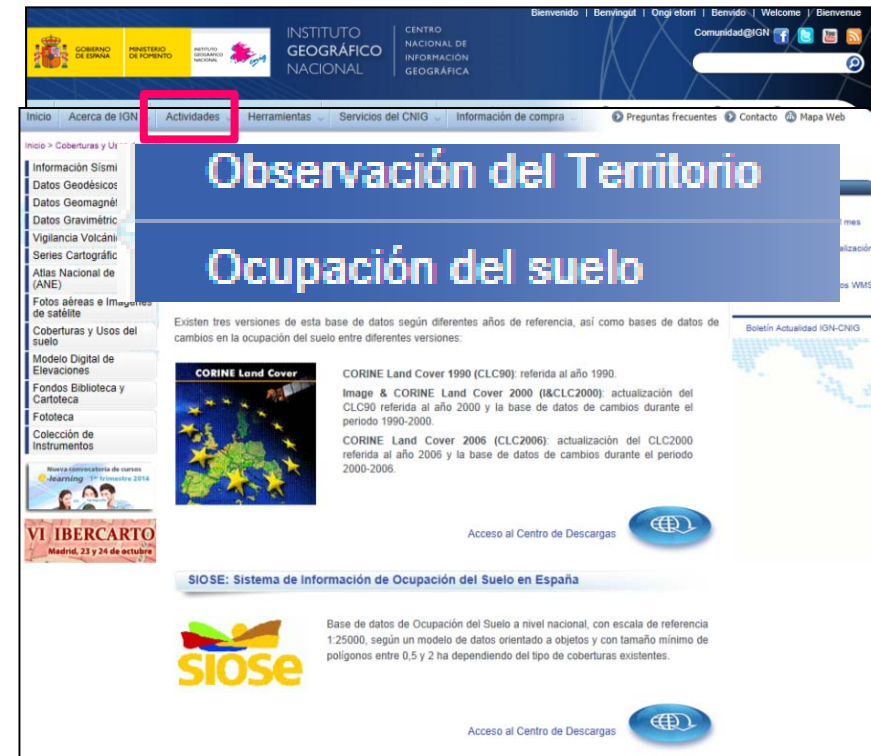 Bienvenido | Benvingut | Ongi etorri | Benvido | Welcome | Bienvenue
GOBIERNO DE ESPAÑA
MINISTERIO DE FOMENTO
INSTITUTO GEOGRÁFICO NACIONAL
INSTITUTO
GEOGRÁFICO
NACIONAL
CENTRO
NACIONAL DE
INFORMACIÓN
GEOGRÁFICA
Comunidad@IGN
Inicio Acerca de IGN Actividades Herramientas Servicios del CNIG Información de compra Preguntas frecuentes Contacto Mapa Web
Inicio > Coberturas y
Observación del Territorio
Ocupación del suelo
Información
Datos Geodésicos
Datos
Datos
Vigilancia
Series
Atlas Nacional de
(ANE)
Fotos aéreas e Imágenes
de satélite
Coberturas y Usos del
suelo
Modelo Digital de
Elevaciones
Fondos Biblioteca y
Cartoteca
Fototeca
Colección de
Instrumentos
Nueva convocatoria de cursos
e-learning 1er trimestre 2014
VI IBERCARTO
Madrid, 23 y 24 de octubre
l mes
os WMS
Boletín Actualidad IGN-CNIG
Existen tres versiones de esta base de datos según diferentes años de referencia, así como bases de datos de
cambios en la ocupación del suelo entre diferentes versiones:
CORINE Land Cover
CORINE Land Cover 1990 (CLC90): referida al año 1990.
Image & CORINE Land Cover 2000 (I&CLC2000): actualización del
CLC90 referida al año 2000 y la base de datos de cambios durante el
periodo 1990-2000.
CORINE Land Cover 2006 (CLC2006): actualización del CLC2000
referida al año 2006 y la base de datos de cambios durante el periodo
2000-2006.
Acceso al Centro de Descargas
SIOSE: Sistema de Información de Ocupación del Suelo en España
SIOSE
Base de datos de Ocupación del Suelo a nivel nacional, con escala de referencia
1:25000, según un modelo de datos orientado a objetos y con tamaño mínimo de
polígonos entre 0,5 y 2 ha dependiendo del tipo de coberturas existentes.
Acceso al Centro de Descargas